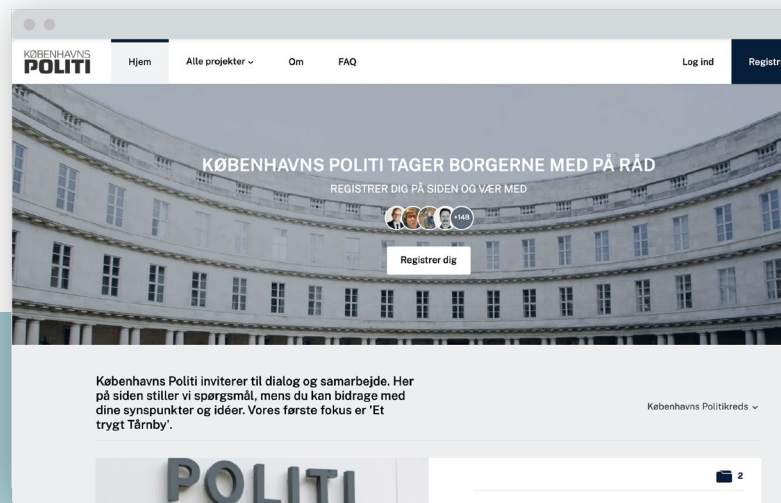 KØBENHAVNS
POLITI
Hjem
Alle projekter
Om
FAQ
Log ind
KØBENHAVNS POLITI TAGER BORGERNE MED PÅ RÅD
REGISTRER DIG PÅ SIDEN OG VÆR MED
+148
Registrer dig
Københavns Politi inviterer til dialog og samarbejde. Her
på siden stiller vi spørgsmål, mens du kan bidrage med
dine synspunkter og idéer. Vores første fokus er 'Et
trygt Tårnby'.
Københavns Politikreds
POLITI
2